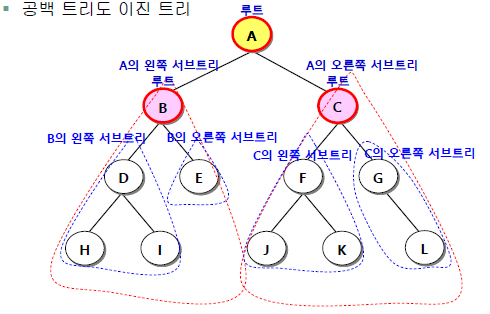 ▪ 공백 트리도 이진 트리
루트
A
A의 왼쪽 서브트리
A의 오른쪽 서브트리
루트
루트
B
C
B의 왼쪽 서브트리
B의 오른쪽 서브트리
C의 왼쪽 서브트리
C의 오른쪽 서브트리
D
E
F
G
H
I
J
K
L